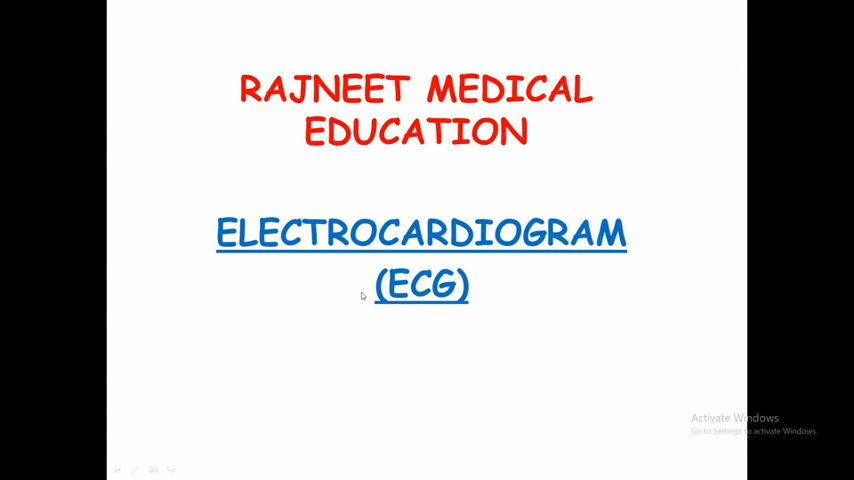 RAJNEET MEDICAL
EDUCATION
ELECTROCARDIOGRAM
(ECG)
Activate Windows
Go to Settings to activate Windows.